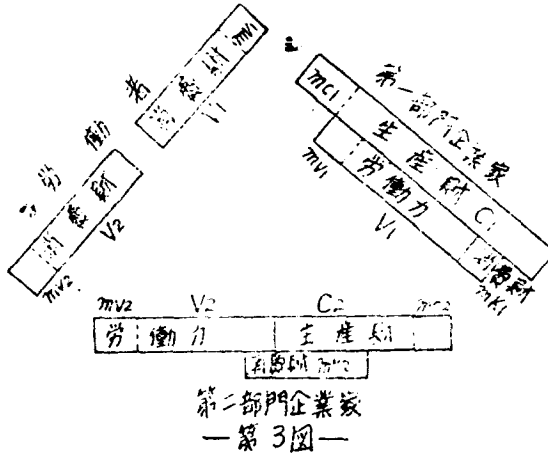 労働者
消費財
mV1
V1
消費財
V2
mV2
第一部門企業家
mC1
生産財 C1
mV1
労働力
V1
消費財
mK1
mV2
V2
C2
労働力
生産財
消費財
第二部門企業家
—第3図—